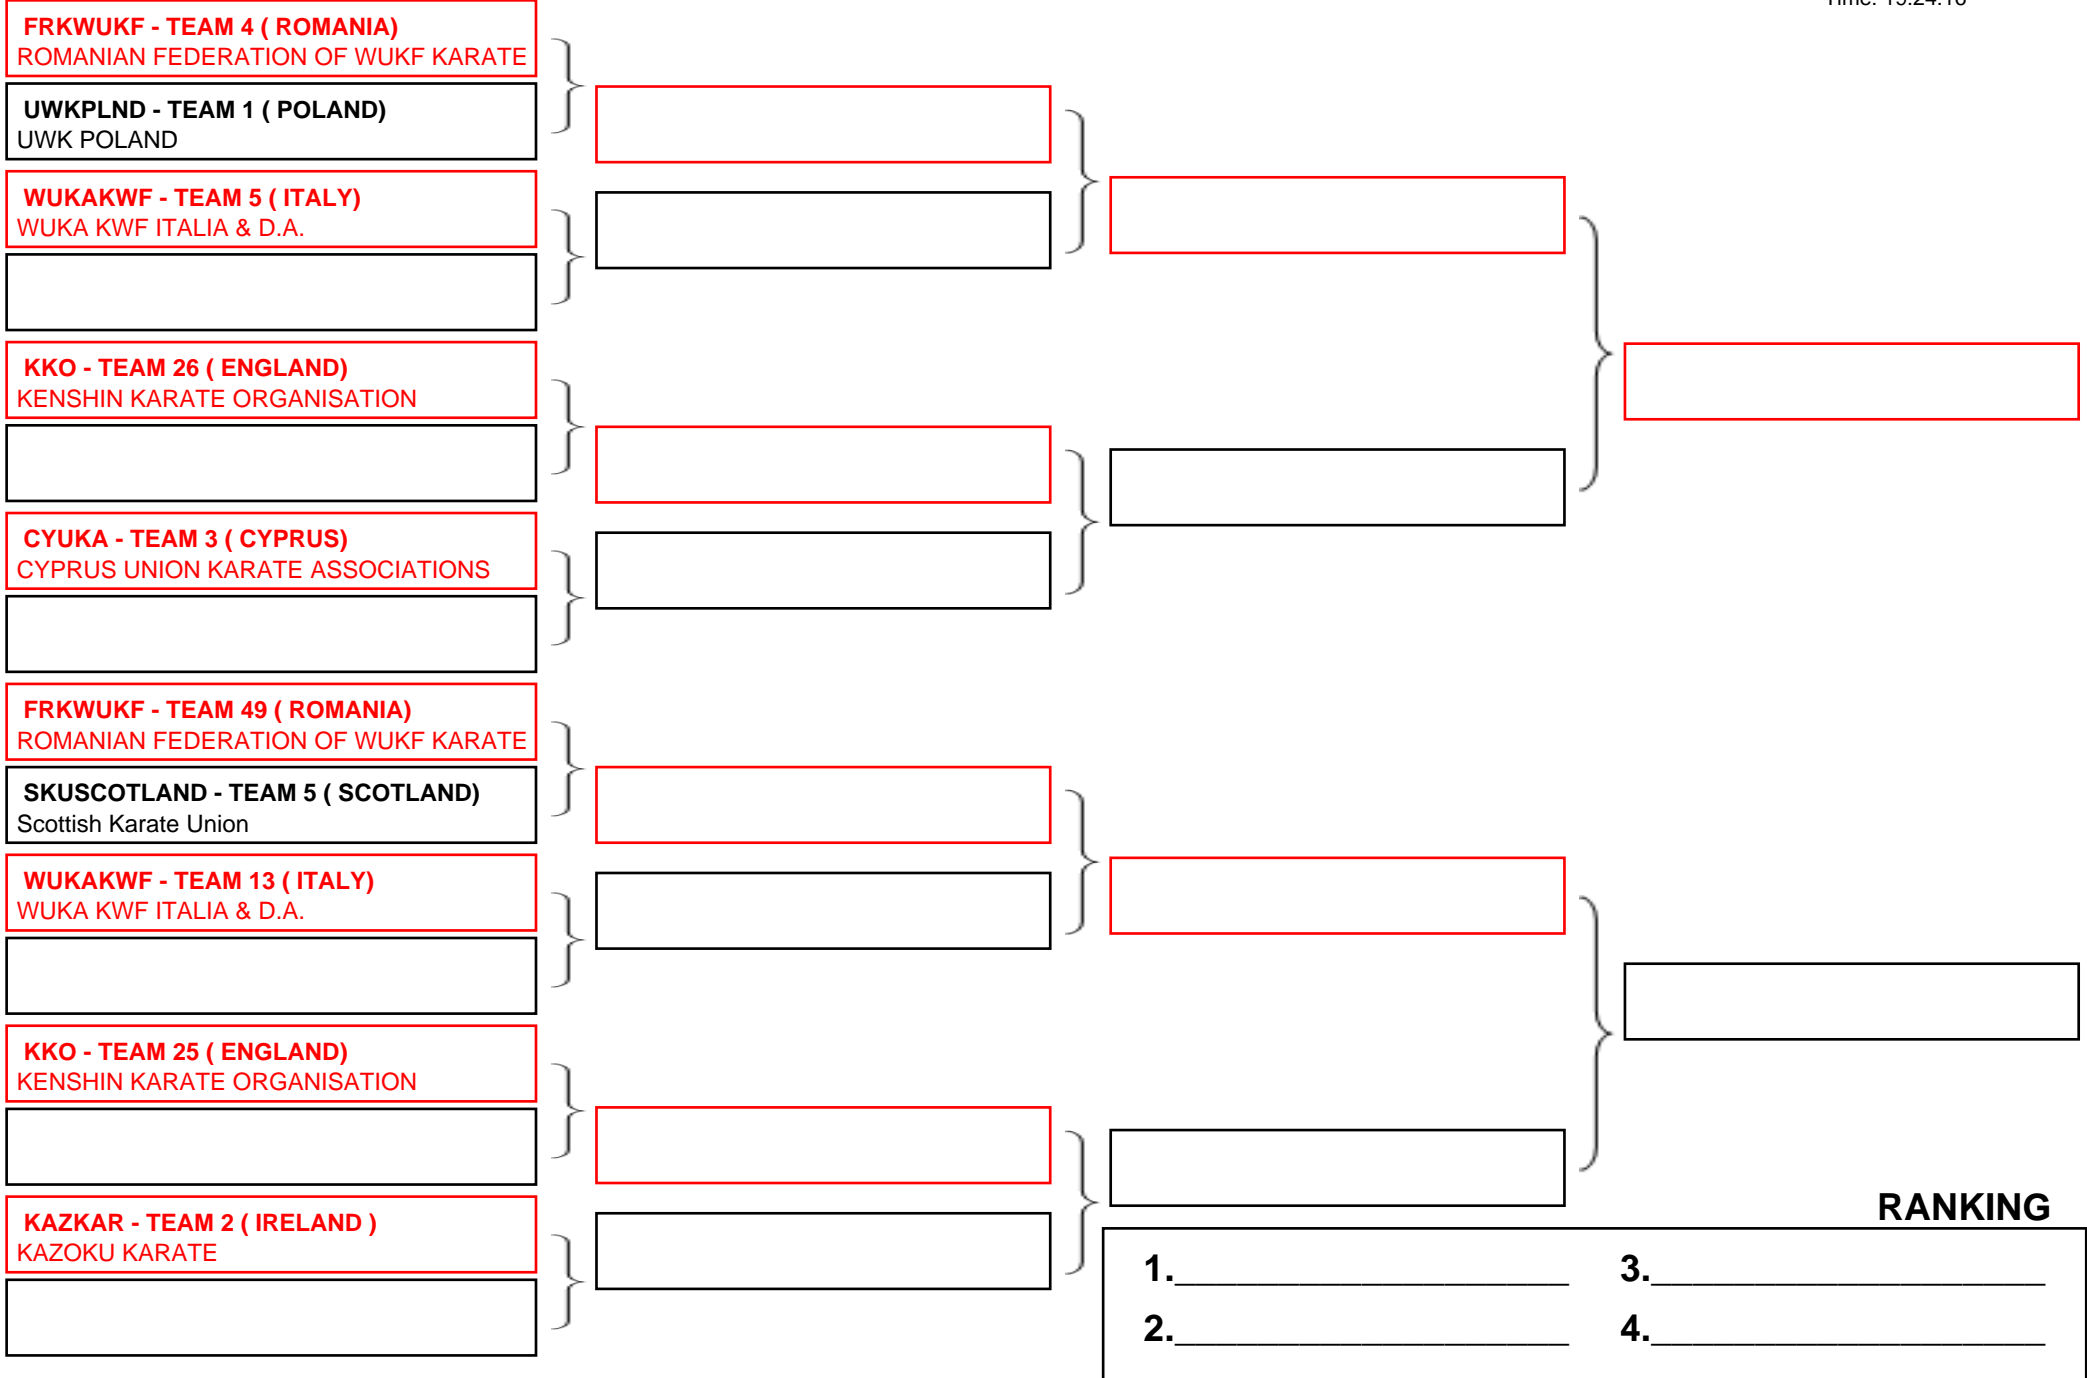 FRKWUKF - TEAM 4 ( ROMANIA)
ROMANIAN FEDERATION OF WUKF KARATE
UWKPLND - TEAM 1 ( POLAND)
UWK POLAND
WUKAKWF - TEAM 5 ( ITALY)
WUKA KWF ITALIA & D.A.
KKO - TEAM 26 ( ENGLAND)
KENSHIN KARATE ORGANISATION
CYUKA - TEAM 3 ( CYPRUS)
CYPRUS UNION KARATE ASSOCIATIONS
FRKWUKF - TEAM 49 ( ROMANIA)
ROMANIAN FEDERATION OF WUKF KARATE
SKUSCOTLAND - TEAM 5 ( SCOTLAND)
Scottish Karate Union
WUKAKWF - TEAM 13 ( ITALY)
WUKA KWF ITALIA & D.A.
KKO - TEAM 25 ( ENGLAND)
KENSHIN KARATE ORGANISATION
KAZKAR - TEAM 2 ( IRELAND )
KAZOKU KARATE
RANKING
1.___________________ 3.___________________
2.___________________ 4.___________________